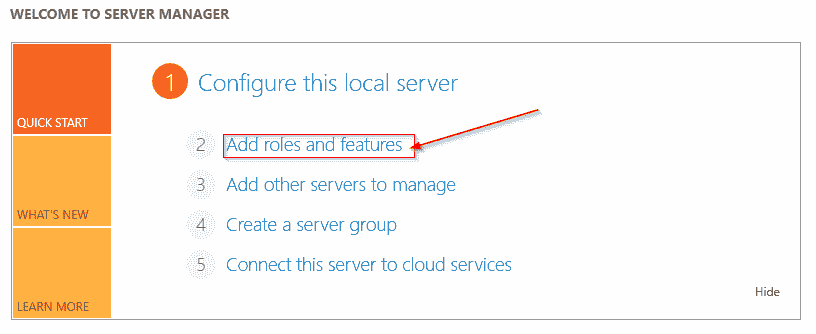 WELCOME TO SERVER MANAGER
QUICK START
WHAT'S NEW
LEARN MORE
1 Configure this local server
2 Add roles and features
3 Add other servers to manage
4 Create a server group
5 Connect this server to cloud services
Hide